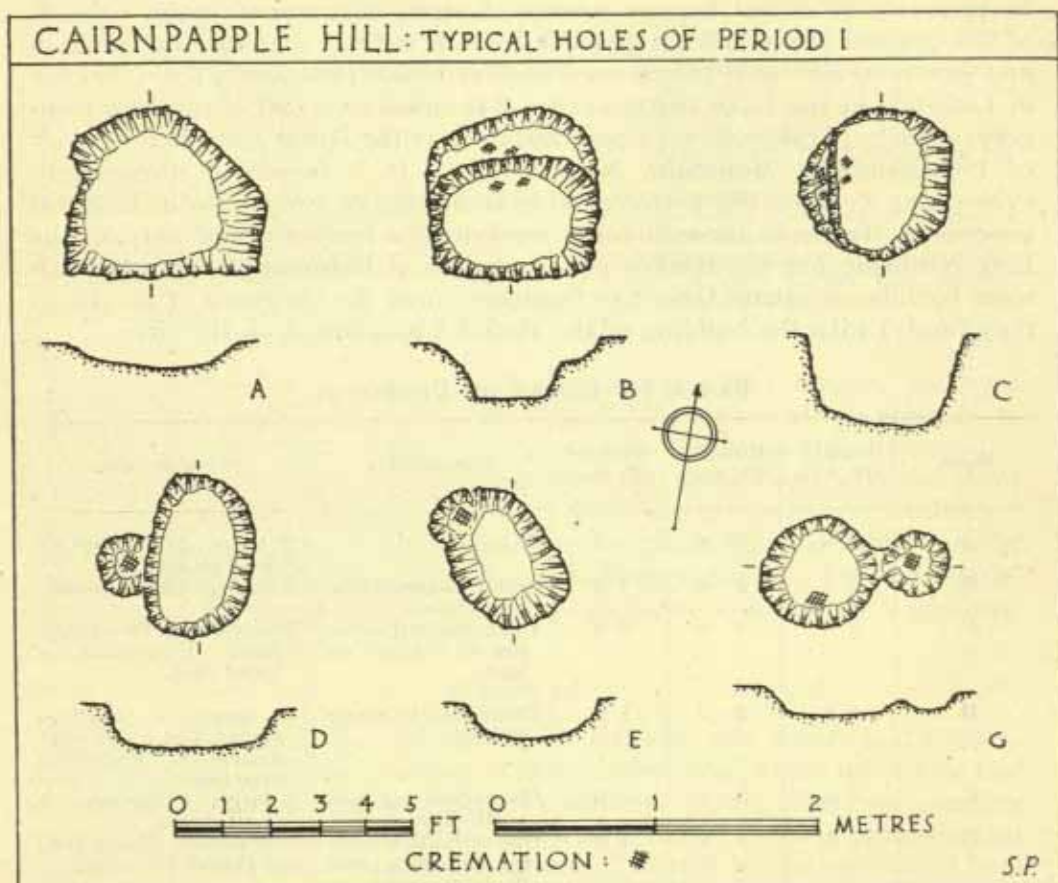 CAIRNPAPPLE HILL: TYPICAL HOLES OF PERIOD I
A B C
D E G
0 1 2 3 4 5 FT 0 1 2 METRES
CREMATION:
S.P.